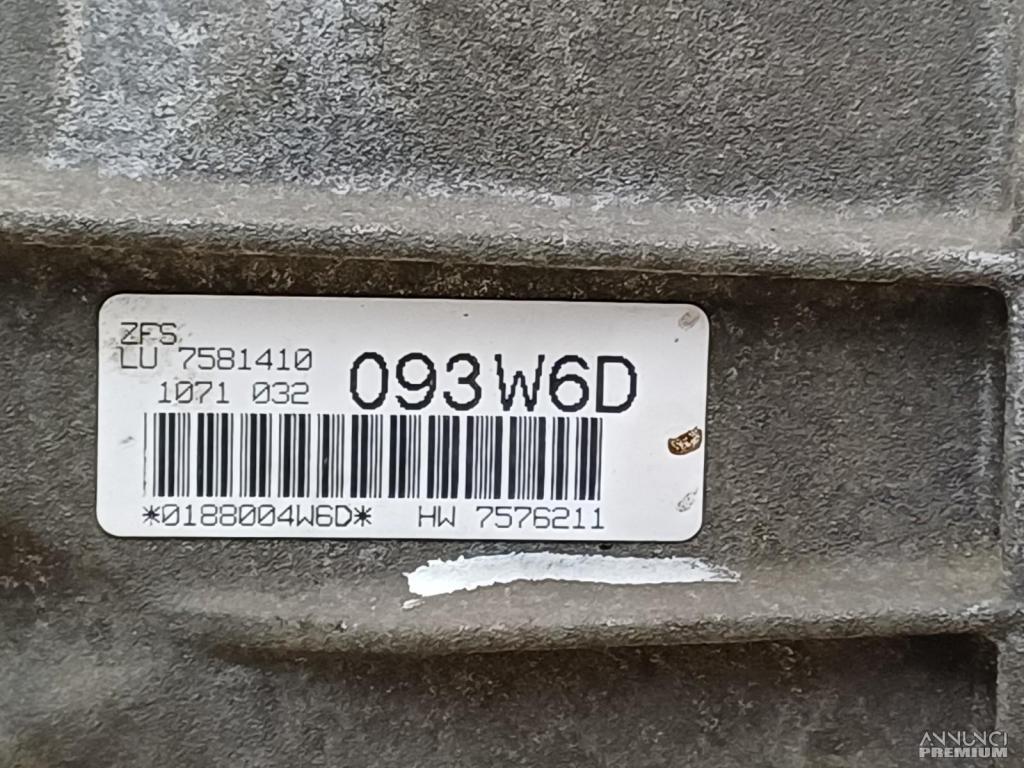 ZFS
LU 7581410
1071 032
093W6D
*0188004W6D* HW 7576211
ANNUNCI
PREMIUM